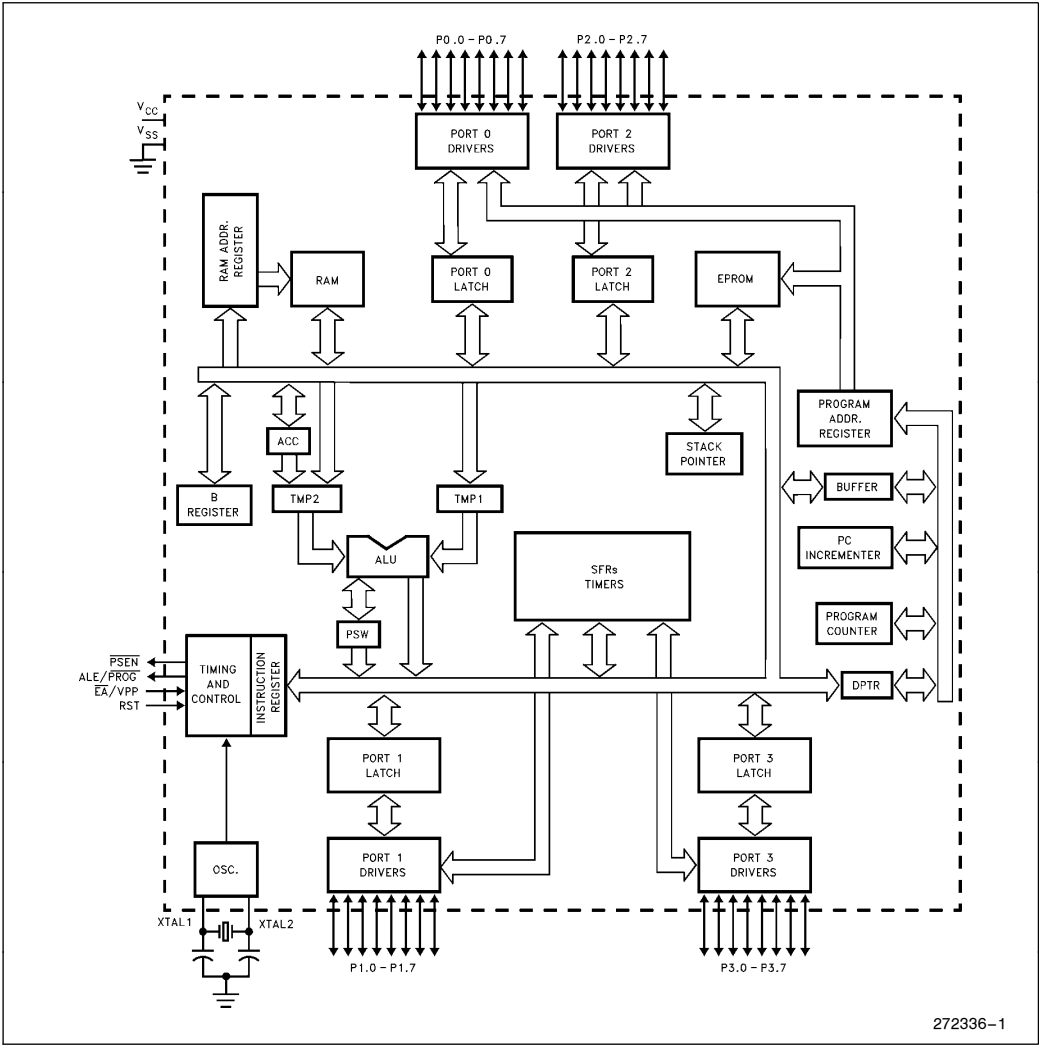 P0.0 – P0.7
P2.0 – P2.7
VCC
VSS
PORT 0
DRIVERS
PORT 2
DRIVERS
RAM ADDR.
REGISTER
RAM
PORT 0
LATCH
PORT 2
LATCH
EPROM
PROGRAM
ADDR.
REGISTER
ACC
STACK
POINTER
B
REGISTER
TMP2
TMP1
BUFFER
ALU
SFRs
TIMERS
PC
INCREMENTER
PSW
PROGRAM
COUNTER
P̅S̅E̅N̅
ALE/P̅R̅O̅G̅
E̅A̅/VPP
RST
TIMING
AND
CONTROL
INSTRUCTION
REGISTER
DPTR
PORT 1
LATCH
PORT 3
LATCH
OSC.
PORT 1
DRIVERS
PORT 3
DRIVERS
XTAL1
XTAL2
P1.0 – P1.7
P3.0 – P3.7
272336–1